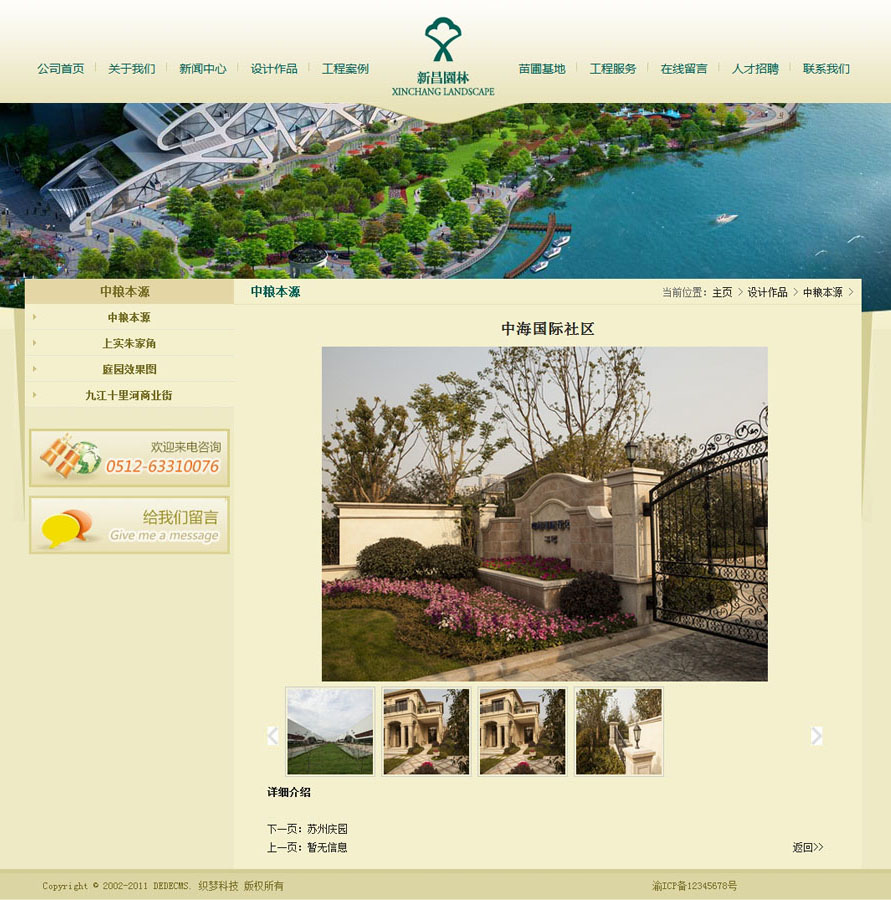 公司首页 关于我们 新闻中心 设计作品 工程案例
新昌園林
XINCHANG LANDSCAPE
苗圃基地 工程服务 在线留言 人才招聘 联系我们
中粮本源
中粮本源
上实朱家角
庭园效果图
九江十里河商业街
欢迎来电咨询
0512-63310076
给我们留言
Give me a message
中粮本源
当前位置: 主页 > 设计作品 > 中粮本源 >
中海国际社区
详细介绍
下一页: 苏州庆园
上一页: 暂无信息
返回>>
Copyright © 2002-2011 DEDECMS. 织梦科技 版权所有
渝ICP备12345678号